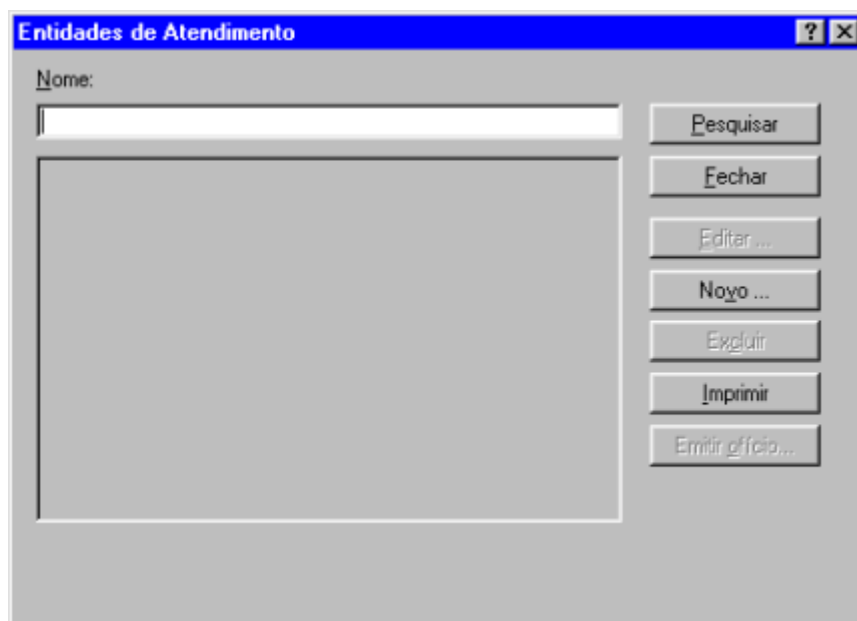 Entidades de Atendimento
Nome:
Pesquisar
Fechar
Editar ...
Novo ...
Excluir
Imprimir
Emitir ofício...